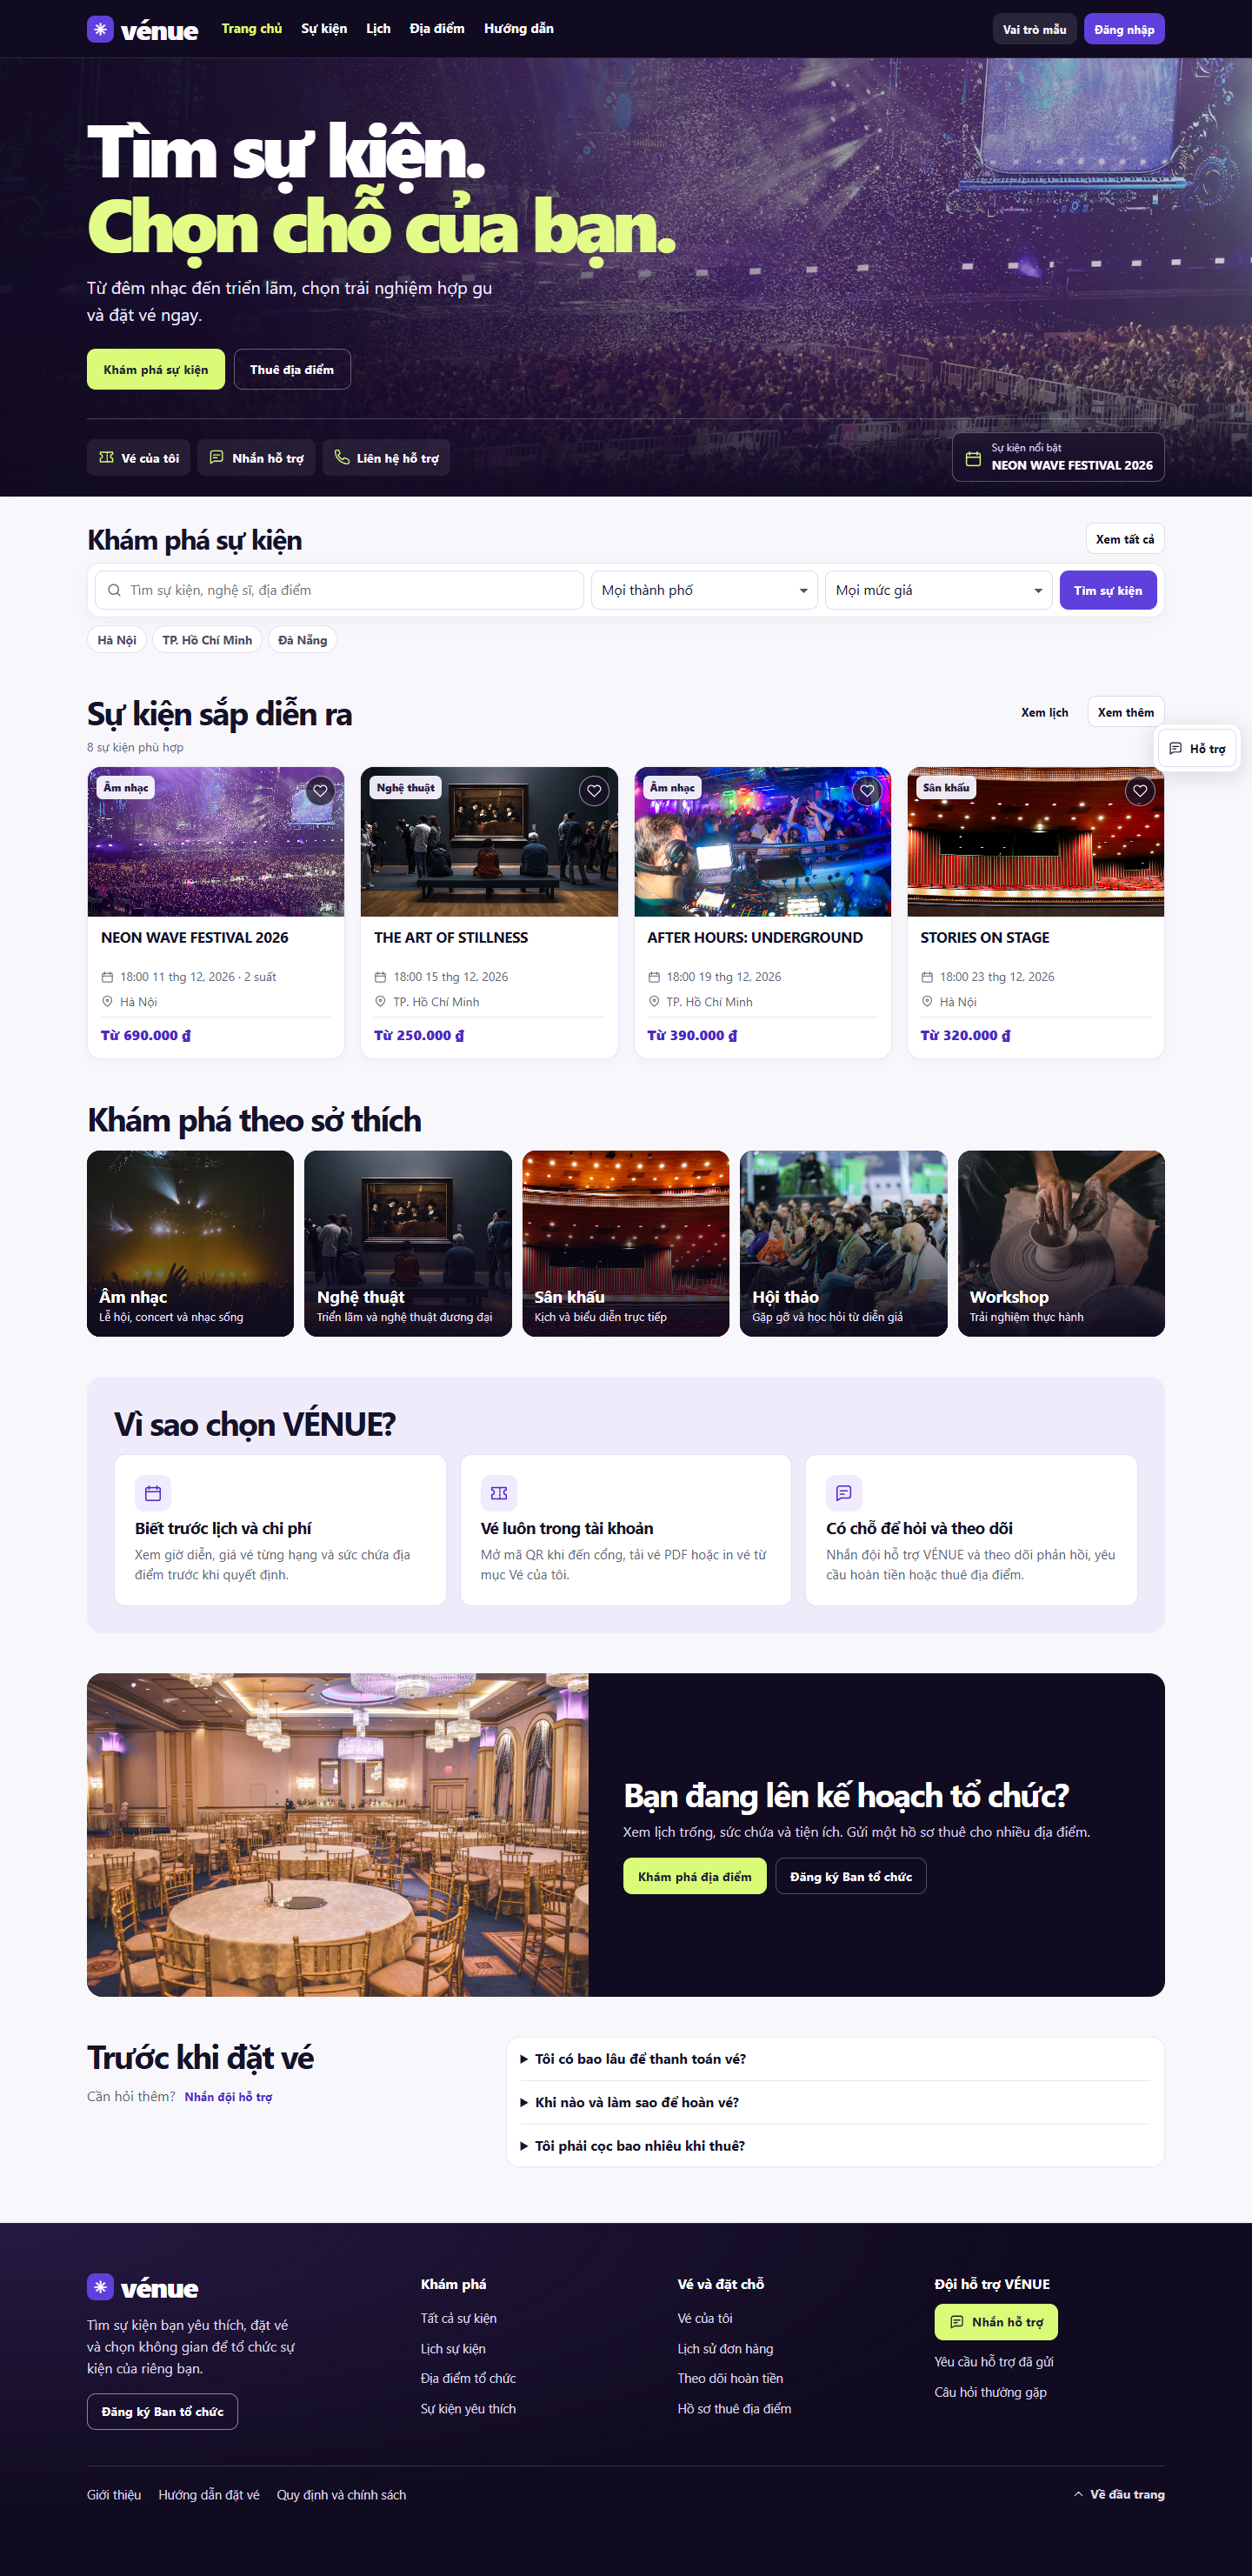 vénue
Trang chủ
Sự kiện
Lịch
Địa điểm
Hướng dẫn
Vai trò mẫu
Đăng nhập
Tìm sự kiện.
Chọn chỗ của bạn.
Từ đêm nhạc đến triển lãm, chọn trải nghiệm hợp gu
và đặt vé ngay.
Khám phá sự kiện
Thuê địa điểm
Vé của tôi
Nhắn hỗ trợ
Liên hệ hỗ trợ
Sự kiện nổi bật
NEON WAVE FESTIVAL 2026
Khám phá sự kiện
Xem tất cả
Tìm sự kiện, nghệ sĩ, địa điểm
Mọi thành phố
Mọi mức giá
Tìm sự kiện
Hà Nội
TP. Hồ Chí Minh
Đà Nẵng
Sự kiện sắp diễn ra
Xem lịch
Xem thêm
8 sự kiện phù hợp
Hỗ trợ
Âm nhạc
NEON WAVE FESTIVAL 2026
18:00 11 thg 12, 2026 · 2 suất
Hà Nội
Từ 690.000 ₫
Nghệ thuật
THE ART OF STILLNESS
18:00 15 thg 12, 2026
TP. Hồ Chí Minh
Từ 250.000 ₫
Âm nhạc
AFTER HOURS: UNDERGROUND
18:00 19 thg 12, 2026
TP. Hồ Chí Minh
Từ 390.000 ₫
Sân khấu
STORIES ON STAGE
18:00 23 thg 12, 2026
Hà Nội
Từ 320.000 ₫
Khám phá theo sở thích
Âm nhạc
Lễ hội, concert và nhạc sống
Nghệ thuật
Triển lãm và nghệ thuật đương đại
Sân khấu
Kịch và biểu diễn trực tiếp
Hội thảo
Gặp gỡ và học hỏi từ diễn giả
Workshop
Trải nghiệm thực hành
Vì sao chọn VÉNUE?
Biết trước lịch và chi phí
Xem giờ diễn, giá vé từng hạng và sức chứa địa
điểm trước khi quyết định.
Vé luôn trong tài khoản
Mở mã QR khi đến cổng, tải vé PDF hoặc in vé từ
mục Vé của tôi.
Có chỗ để hỏi và theo dõi
Nhắn đội hỗ trợ VÉNUE và theo dõi phản hồi, yêu
cầu hoàn tiền hoặc thuê địa điểm.
Bạn đang lên kế hoạch tổ chức?
Xem lịch trống, sức chứa và tiện ích. Gửi một hồ sơ thuê cho nhiều địa điểm.
Khám phá địa điểm
Đăng ký Ban tổ chức
Trước khi đặt vé
Cần hỏi thêm? Nhắn đội hỗ trợ
Tôi có bao lâu để thanh toán vé?
Khi nào và làm sao để hoàn vé?
Tôi phải cọc bao nhiêu khi thuê?
vénue
Tìm sự kiện bạn yêu thích, đặt vé
và chọn không gian để tổ chức sự
kiện của riêng bạn.
Đăng ký Ban tổ chức
Khám phá
Tất cả sự kiện
Lịch sự kiện
Địa điểm tổ chức
Sự kiện yêu thích
Vé và đặt chỗ
Vé của tôi
Lịch sử đơn hàng
Theo dõi hoàn tiền
Hồ sơ thuê địa điểm
Đội hỗ trợ VÉNUE
Nhắn hỗ trợ
Yêu cầu hỗ trợ đã gửi
Câu hỏi thường gặp
Giới thiệu
Hướng dẫn đặt vé
Quy định và chính sách
Về đầu trang